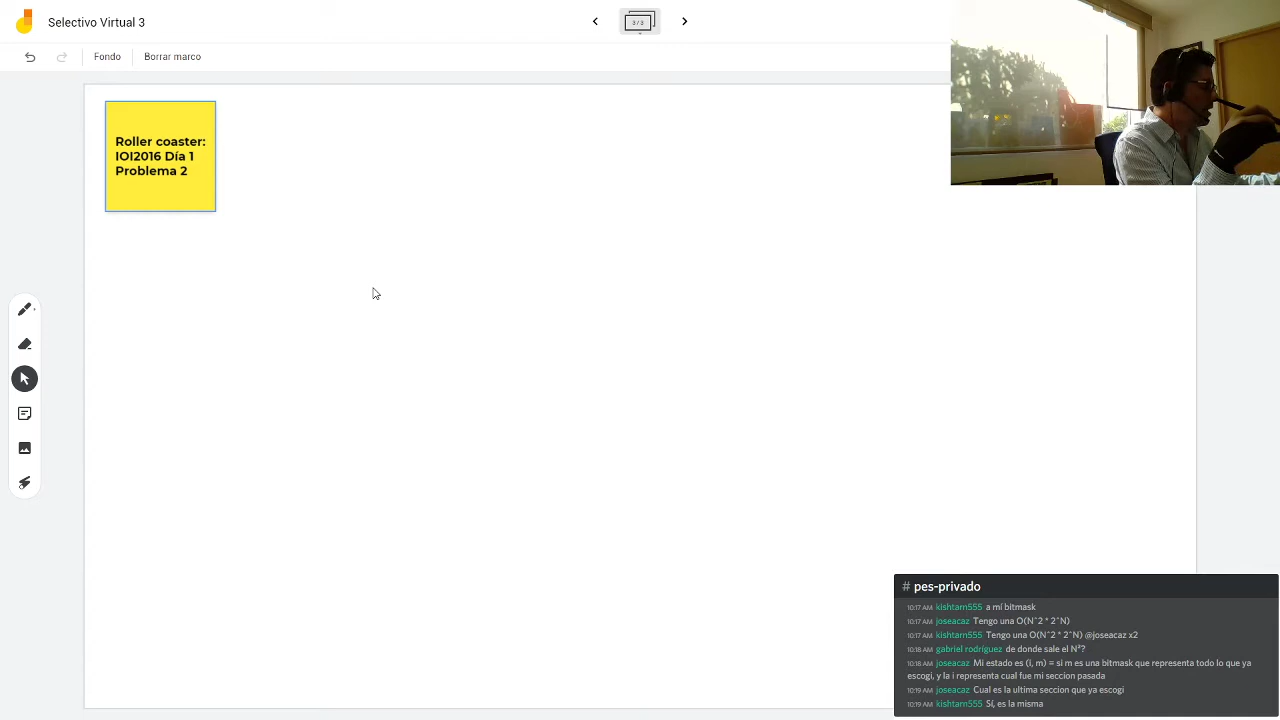 Selectivo Virtual 3
3 / 3
Fondo
Borrar marco
Roller coaster:
IOI2016 Día 1
Problema 2
# pes-privado
10:17 AM kishtarn555 a mí bitmask
10:17 AM joseacaz Tengo una O(N^2 * 2^N)
10:17 AM kishtarn555 Tengo una O(N^2 * 2^N) @joseacaz x2
10:18 AM gabriel rodríguez de donde sale el N²?
10:18 AM joseacaz Mi estado es (i, m) = si m es una bitmask que representa todo lo que ya
escogi, y la i representa cual fue mi seccion pasada
10:19 AM joseacaz Cual es la ultima seccion que ya escogi
10:19 AM kishtarn555 Sí, es la misma